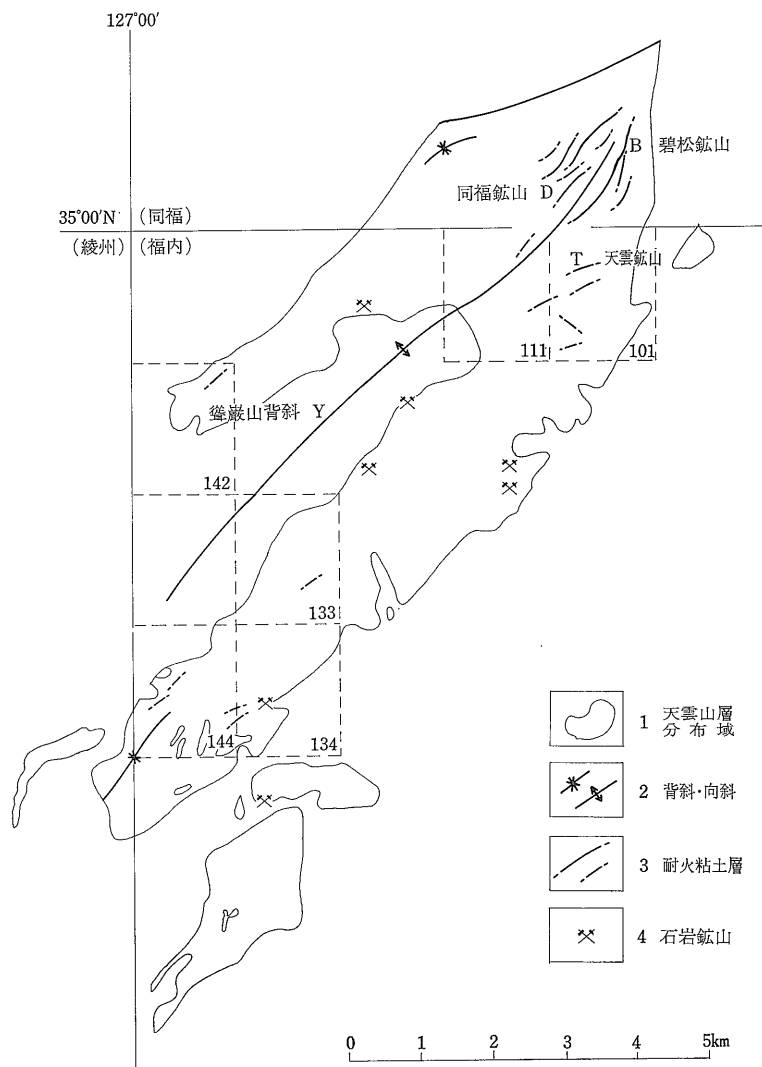 127°00′
B 碧松鉱山
同福鉱山 D
35°00′N (同福)
(綾州) (福内)
T 天雲鉱山
111
101
聳巌山背斜 Y
142
133
144
134
1 天雲山層
分布域
2 背斜・向斜
3 耐火粘土層
4 石岩鉱山
0 1 2 3 4 5km